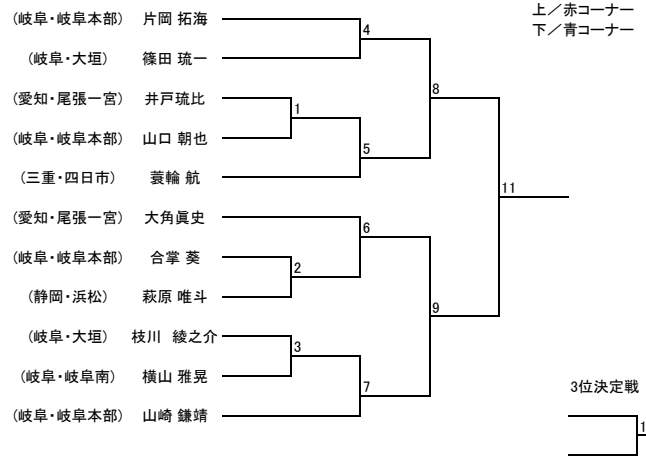 上／赤コーナー
下／青コーナー
(岐阜・岐阜本部) 片岡 拓海
4
(岐阜・大垣) 篠田 琉一
8
(愛知・尾張一宮) 井戸琉比
1
(岐阜・岐阜本部) 山口 朝也
5
(三重・四日市) 蓑輪 航
11
(愛知・尾張一宮) 大角眞史
6
(岐阜・岐阜本部) 合掌 葵
2
(静岡・浜松) 萩原 唯斗
9
(岐阜・大垣) 枝川 綾之介
3
(岐阜・岐阜南) 横山 雅晃
7
3位決定戦
(岐阜・岐阜本部) 山崎 鎌靖